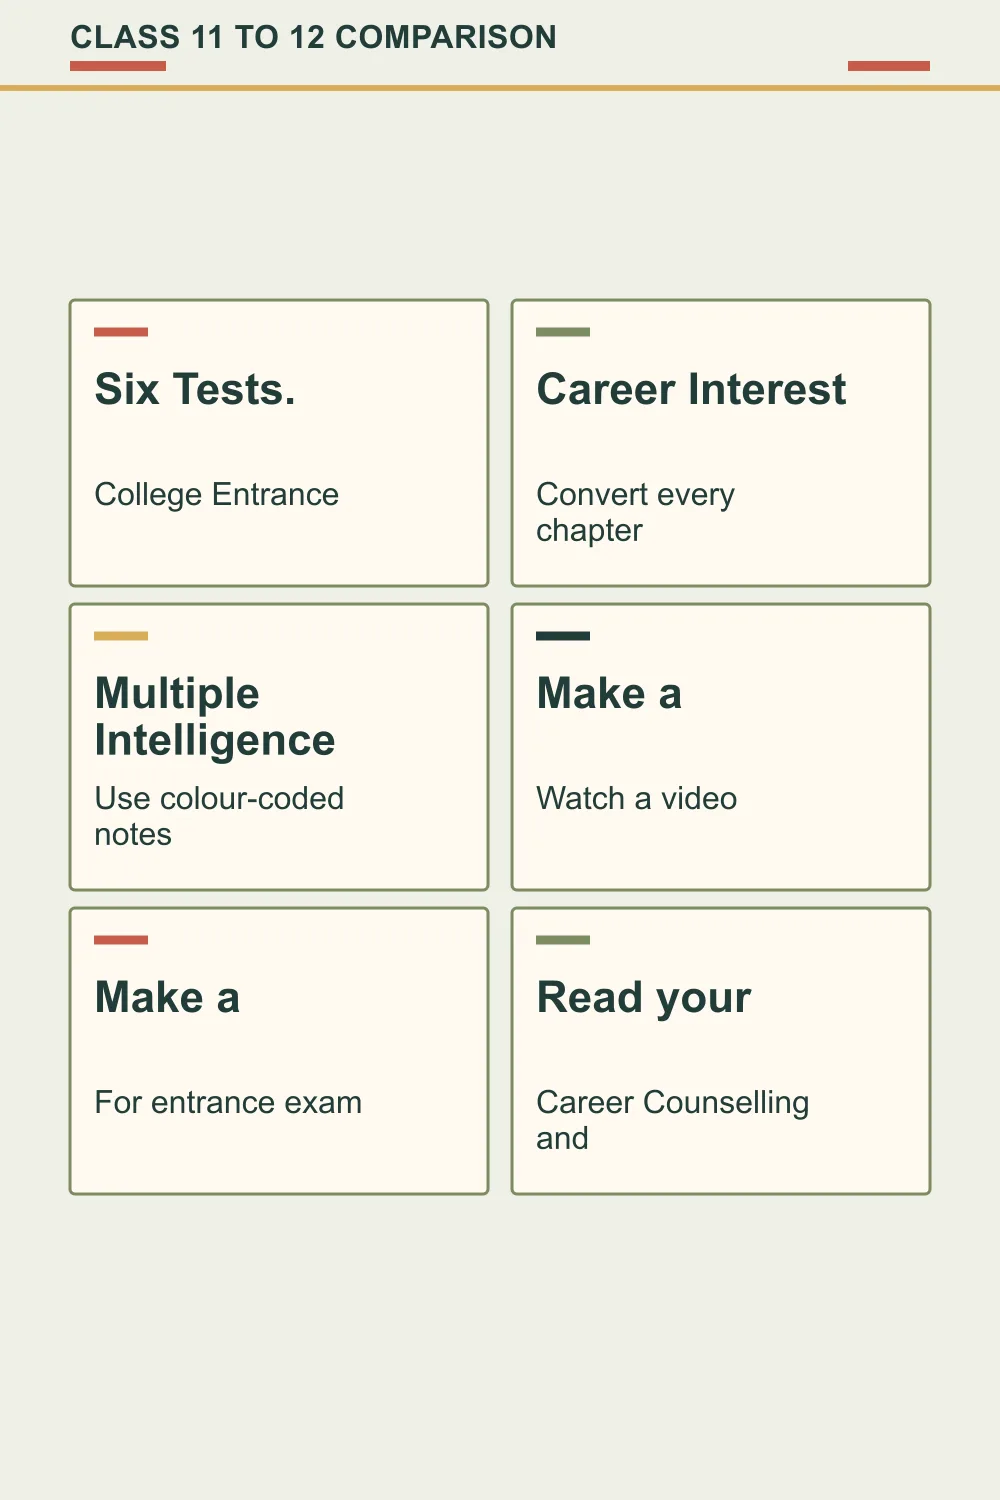 CLASS 11 TO 12 COMPARISON
Six Tests.
College Entrance
Career Interest
Convert every
chapter
Multiple
Intelligence
Use colour-coded
notes
Make a
Watch a video
Make a
For entrance exam
Read your
Career Counselling
and